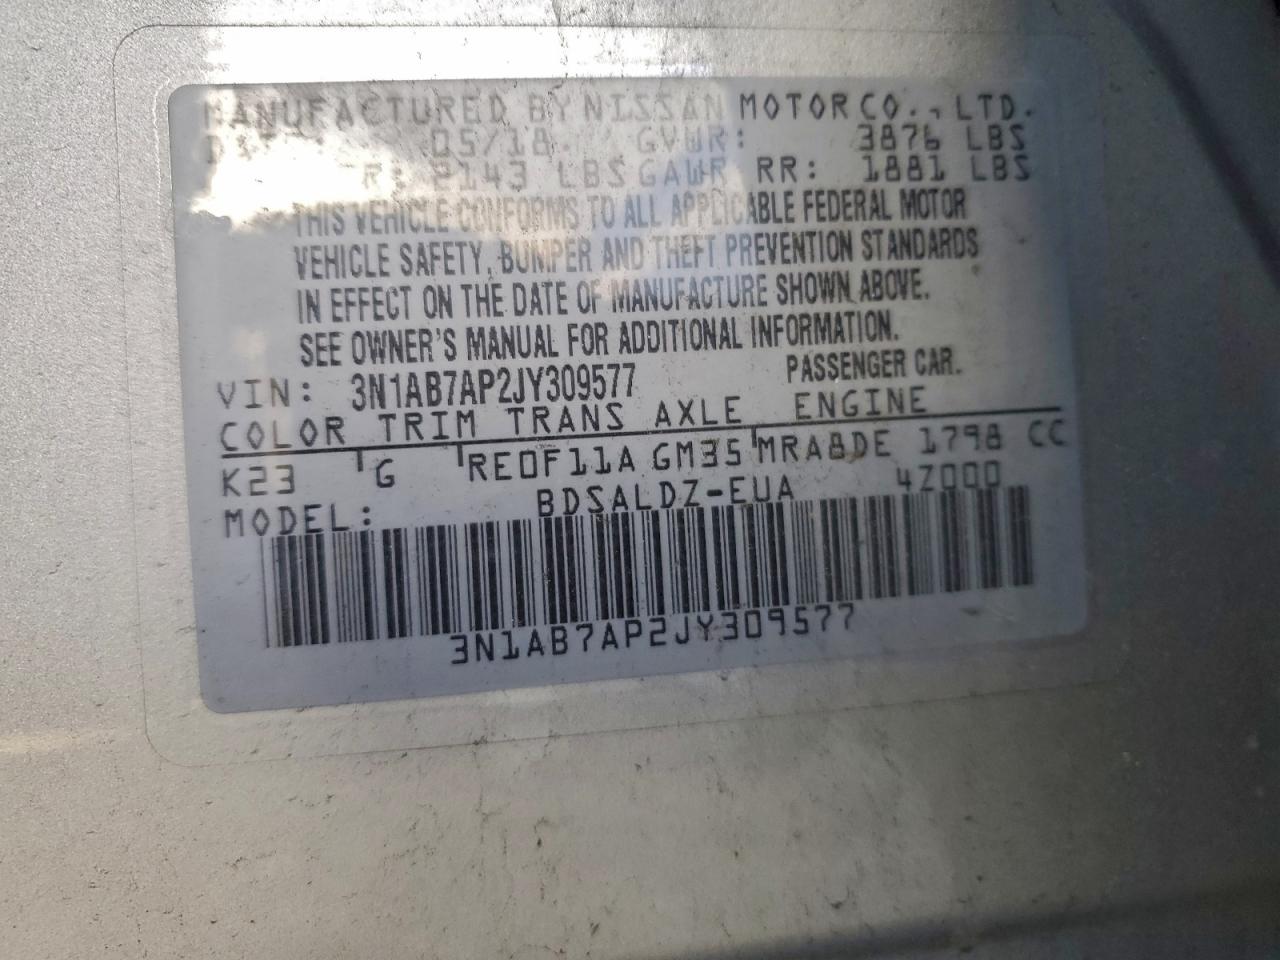 MANUFACTURED BY NISSAN MOTOR CO., LTD.
05/18 GVWR: 3876 LBS
R: 2143 LBS GAWR RR: 1881 LBS
THIS VEHICLE CONFORMS TO ALL APPLICABLE FEDERAL MOTOR
VEHICLE SAFETY, BUMPER AND THEFT PREVENTION STANDARDS
IN EFFECT ON THE DATE OF MANUFACTURE SHOWN ABOVE.
SEE OWNER'S MANUAL FOR ADDITIONAL INFORMATION.
VIN: 3N1AB7AP2JY309577 PASSENGER CAR.
COLOR TRIM TRANS AXLE ENGINE
K23 G RE0F11A GM35 MRA8DE 1798 CC
MODEL: BDSALDZ-EUA 4Z000
3N1AB7AP2JY309577